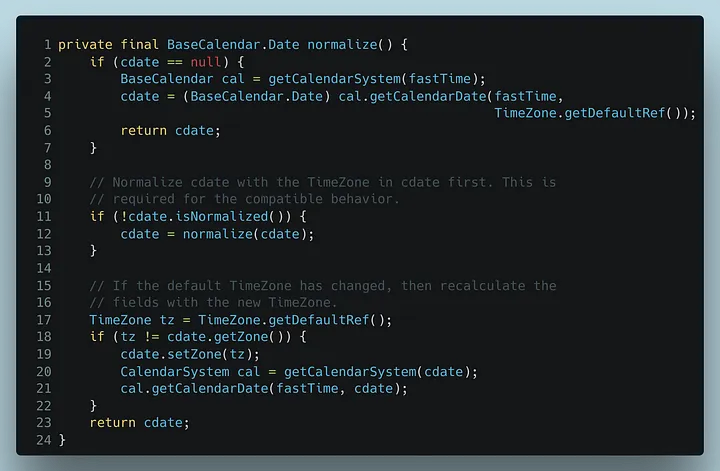 1 private final BaseCalendar.Date normalize() {
2     if (cdate == null) {
3         BaseCalendar cal = getCalendarSystem(fastTime);
4         cdate = (BaseCalendar.Date) cal.getCalendarDate(fastTime,
5                                                         TimeZone.getDefaultRef());
6         return cdate;
7     }
8
9     // Normalize cdate with the TimeZone in cdate first. This is
10     // required for the compatible behavior.
11     if (!cdate.isNormalized()) {
12         cdate = normalize(cdate);
13     }
14
15     // If the default TimeZone has changed, then recalculate the
16     // fields with the new TimeZone.
17     TimeZone tz = TimeZone.getDefaultRef();
18     if (tz != cdate.getZone()) {
19         cdate.setZone(tz);
20         CalendarSystem cal = getCalendarSystem(cdate);
21         cal.getCalendarDate(fastTime, cdate);
22     }
23     return cdate;
24 }